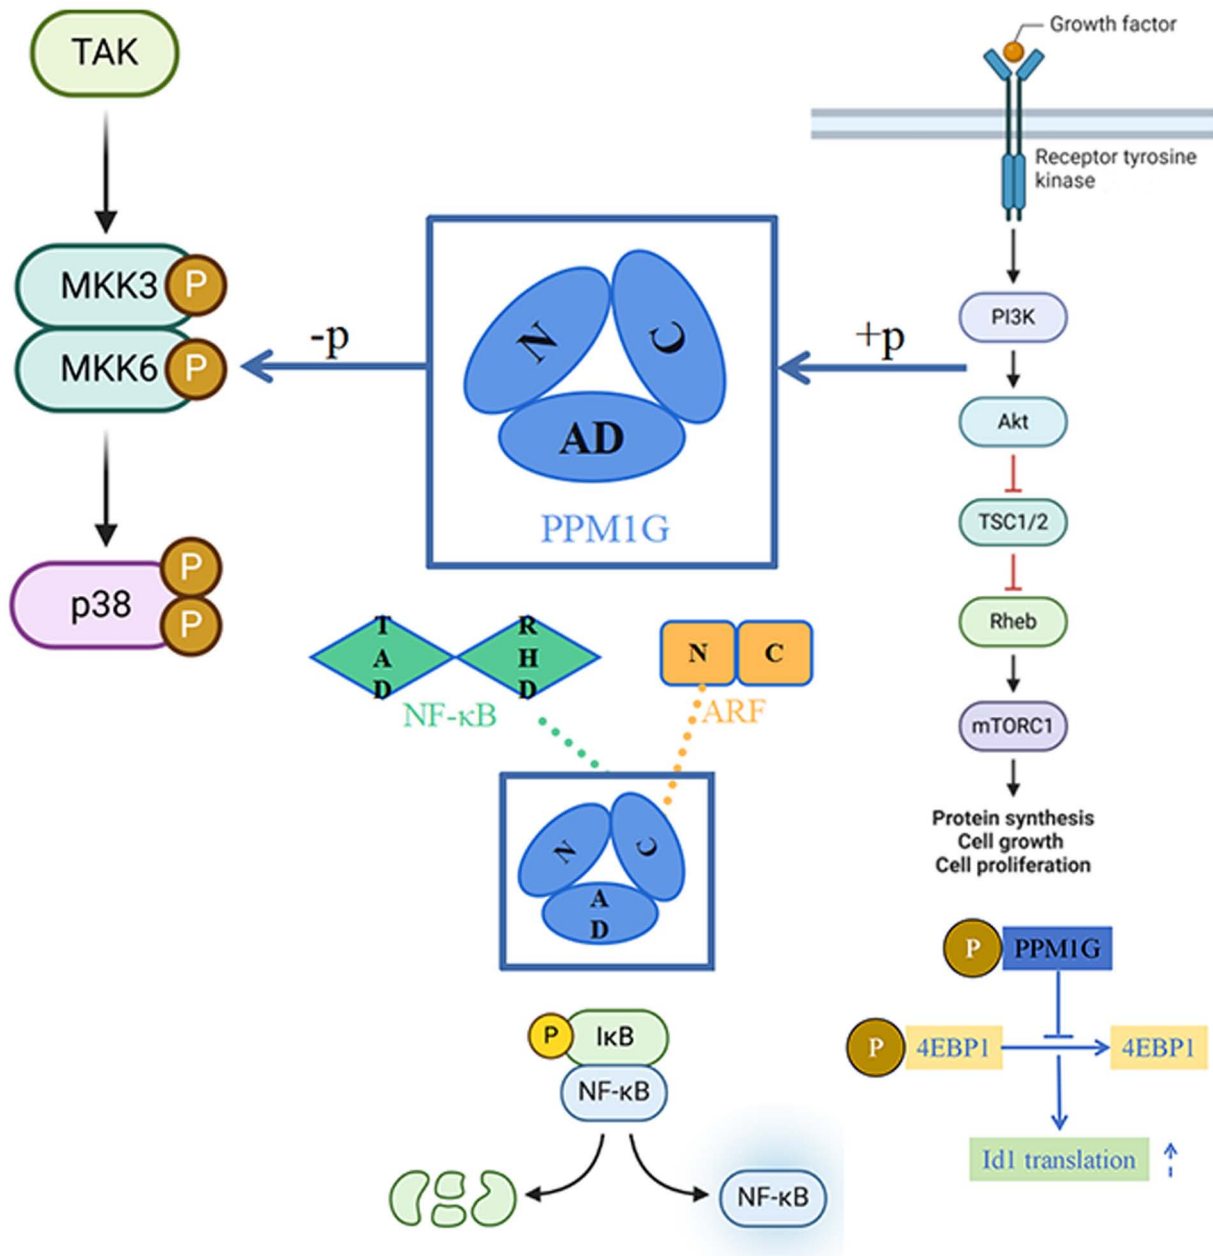 TAK
MKK3 P
MKK6 P
p38
P
P
-p
N
C
AD
PPM1G
+p
Growth factor
Receptor tyrosine
kinase
PI3K
Akt
TSC1/2
Rheb
mTORC1
Protein synthesis
Cell growth
Cell proliferation
T
A
D
R
H
D
NF-κB
N C
ARF
N
C
A
D
P IκB
NF-κB
NF-κB
P PPM1G
P 4EBP1 4EBP1
Id1 translation